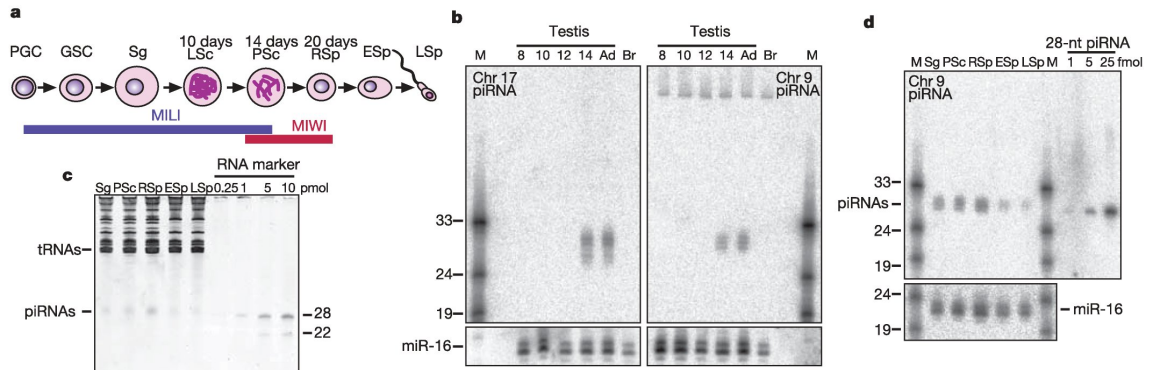 a
PGC GSC Sg 10 days LSc 14 days PSc 20 days RSp ESp LSp
MILI
MIWI
b
Testis
M 8 10 12 14 Ad Br
Chr 17
piRNA
33
24
19
miR-16
Testis
8 10 12 14 Ad Br M
Chr 9
piRNA
c
RNA marker
Sg PSc RSp ESp LSp 0.25 1 5 10 pmol
tRNAs
piRNAs
28
22
d
28-nt piRNA
M Sg PSc RSp ESp LSp M 1 5 25 fmol
Chr 9
piRNA
33
piRNAs
24
19
24
miR-16
19